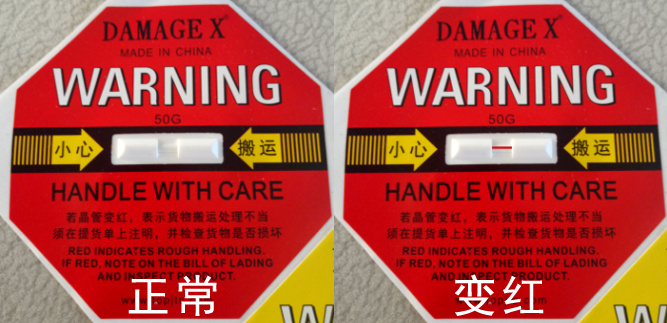 DAMAGE X®
MADE IN CHINA
WARNING
50G
小心 搬运
HANDLE WITH CARE
若晶管变红，表示货物搬运处理不当
须在提货单上注明，并检查货物是否损坏
RED INDICATES ROUGH HANDLING.
IF RED, NOTE ON THE BILL OF LADING
AND INSPECT PRODUCT.
正常
W
DAMAGE X®
MADE IN CHINA
WARNING
50G
小心 搬运
HANDLE WITH CARE
若晶管变红，表示货物搬运处理不当
须在提货单上注明，并检查货物是否损坏
RED INDICATES ROUGH HANDLING.
IF RED, NOTE ON THE BILL OF LADING
AND INSPECT PRODUCT.
变红
W